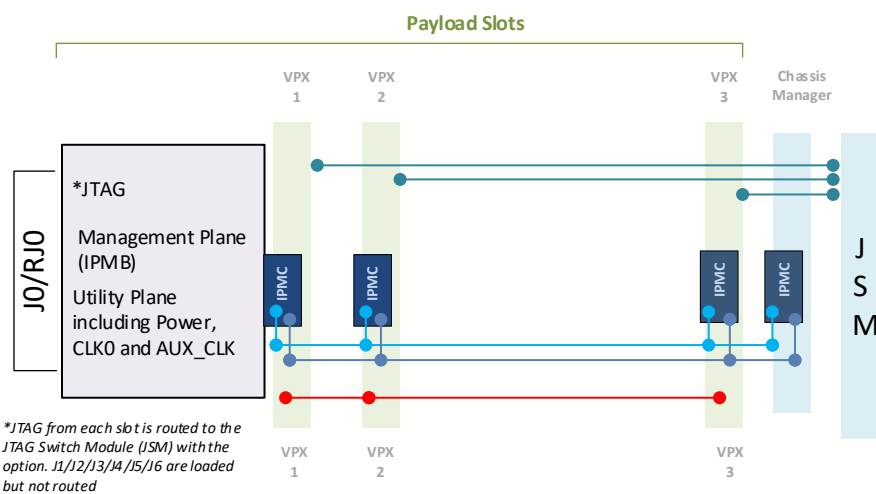 Payload Slots
VPX
1
VPX
2
VPX
3
Chassis
Manager
J0/RJ0
*JTAG
Management Plane
(IPMB)
Utility Plane
including Power,
CLK0 and AUX_CLK
IPMC
IPMC
IPMC
IPMC
J
S
M
*JTAG from each slot is routed to the
JTAG Switch Module (JSM) with the
option. J1/J2/J3/J4/J5/J6 are loaded
but not routed
VPX
1
VPX
2
VPX
3